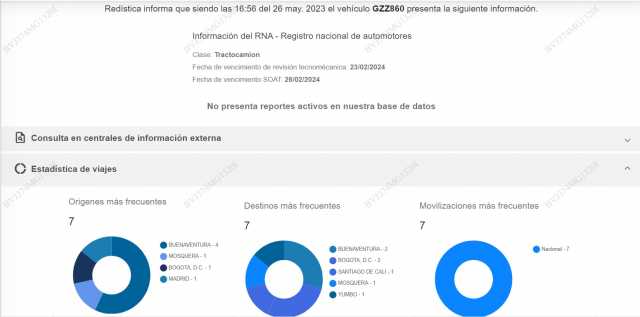 Redística informa que siendo las 16:56 del 26 may. 2023 el vehículo GZZ860 presenta la siguiente información.
Información del RNA - Registro nacional de automotores
Clase: Tractocamion
Fecha de vencimiento de revisión tecnomécanica: 23/02/2024
Fecha de vencimiento SOAT: 26/02/2024
No presenta reportes activos en nuestra base de datos
Consulta en centrales de información externa
Estadística de viajes
Origenes más frecuentes
7
BUENAVENTURA - 4
MOSQUERA - 1
BOGOTA, D.C. - 1
MADRID - 1
Destinos más frecuentes
7
BUENAVENTURA - 2
BOGOTA, D.C. - 2
SANTIAGO DE CALI - 1
MOSQUERA - 1
YUMBO - 1
Movilizaciones más frecuentes
7
Nacional - 7